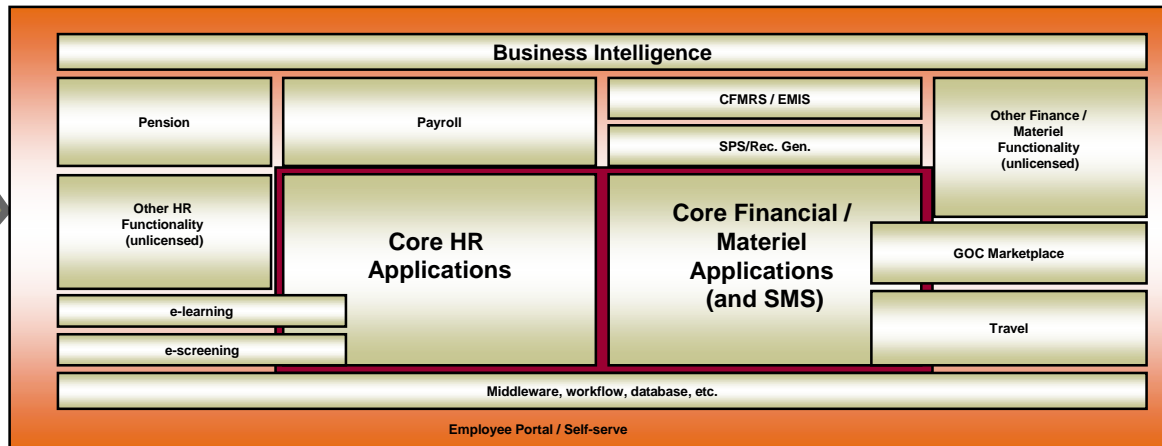 Business Intelligence
Pension
Payroll
CFMRS / EMIS
SPS/Rec. Gen.
Other Finance /
Materiel
Functionality
(unlicensed)
Other HR
Functionality
(unlicensed)
Core HR
Applications
Core Financial /
Materiel
Applications
(and SMS)
GOC Marketplace
e-learning
Travel
e-screening
Middleware, workflow, database, etc.
Employee Portal / Self-serve